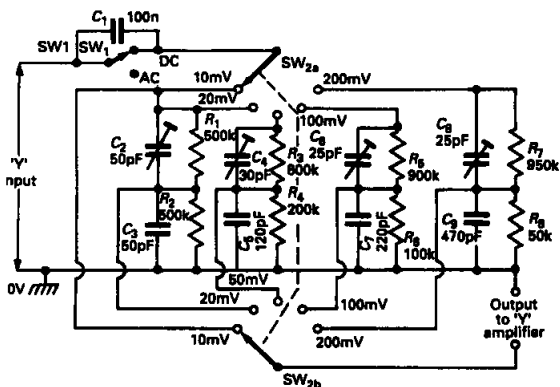 C1 100n
SW1 SW1 DC
AC
10mV SW2a 200mV
20mV 100mV
R1 500k
C2 50pF
C4 30pF
R3 800k
C6 25pF
R5 900k
C8 25pF
R7 950k
'Y' nput
R2 500k
C3 50pF
C5 120pF
R4 200k
C7 220pF
R6 100k
C9 470pF
R8 50k
0V
50mV
20mV 100mV
10mV 200mV
SW2b
Output to 'Y' amplifier